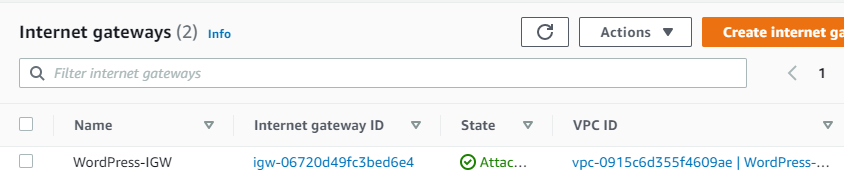 Internet gateways (2) Info Actions Create internet ga
Filter internet gateways 1
Name Internet gateway ID State VPC ID
WordPress-IGW igw-06720d49fc3bed6e4 Attac... vpc-0915c6d355f4609ae | WordPress-...